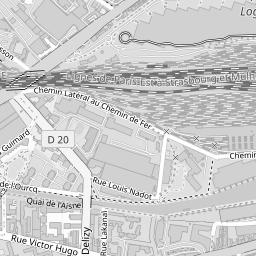 Log
Lignes de Paris-Est à Strasbourg et Mulh
Chemin Latéral au Chemin de Fer
Chemin
Guimard
D 20
Rue Louis Nadot
de l'Ourcq
Quai de l'Aisne
Delizy
Rue Lakanal
Rue Victor Hugo